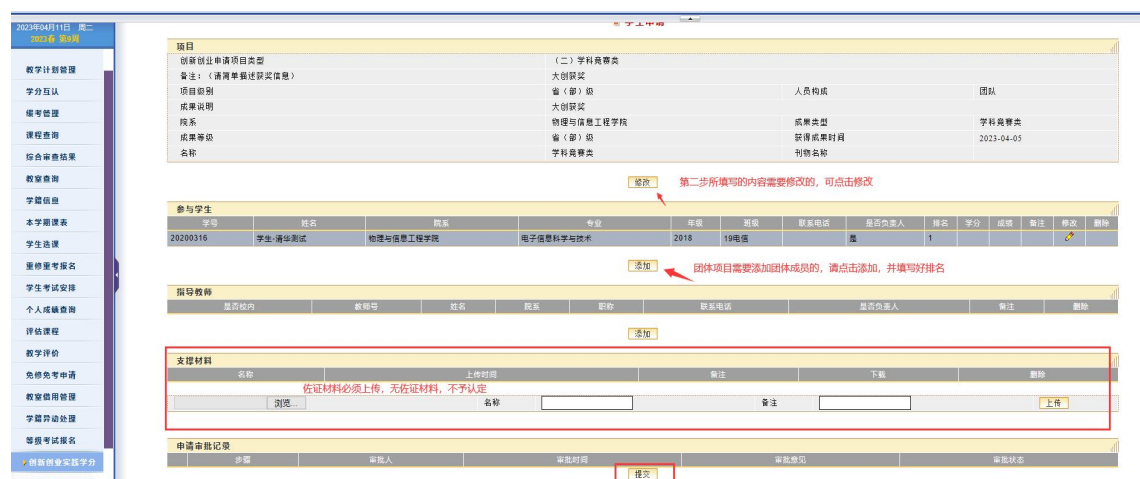 2023年04月11日 周二
2023春 第9周
教学计划管理
学分互认
缓考管理
课程查询
综合审查结果
教室查询
学籍信息
本学期课表
学生选课
重修重考报名
学生考试安排
个人成绩查询
评估课程
教学评价
免修免考申请
教室借用管理
学籍异动处理
等级考试报名
创新创业实践学分
学生申请
项目
创新创业申请项目类型 （二）学科竞赛类
备注：（请简单描述获奖信息） 大创获奖
项目级别 省（部）级 人员构成 团队
成果说明 大创获奖
院系 物理与信息工程学院 成果类型 学科竞赛类
成果等级 省（部）级 获得成果时间 2023-04-05
名称 学科竞赛类 刊物名称
修改 第二步所填写的内容需要修改的，可点击修改
参与学生
学号 姓名 院系 专业 年级 班级 联系电话 是否负责人 排名 学分 成绩 备注 修改 删除
20200316 学生-清华测试 物理与信息工程学院 电子信息科学与技术 2018 19电信 是 1
添加 团体项目需要添加团体成员的，请点击添加，并填写好排名
指导教师
是否校内 教师号 姓名 院系 职称 联系电话 是否负责人 备注 删除
添加
支撑材料
名称 上传时间 备注 下载 删除
佐证材料必须上传，无佐证材料，不予认定
浏览... 名称 备注 上传
申请审批记录
步骤 审批人 审批时间 审批意见 审批状态
提交